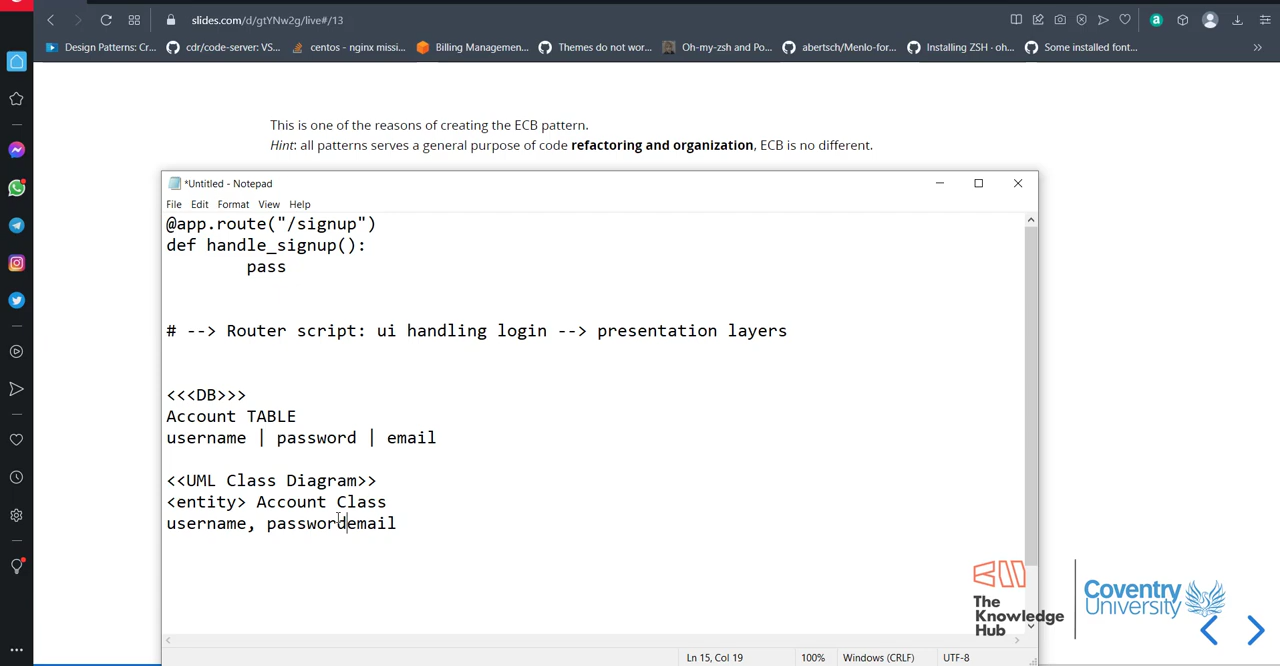 slides.com/d/gtYNw2g/live#/13
Design Patterns: Cr... cdr/code-server: VS... centos - nginx missi... Billing Managemen... Themes do not wor... Oh-my-zsh and Po... abertsch/Menlo-for... Installing ZSH · oh... Some installed font...
This is one of the reasons of creating the ECB pattern.
Hint: all patterns serves a general purpose of code refactoring and organization, ECB is no different.
*Untitled - Notepad
File Edit Format View Help
@app.route("/signup")
def handle_signup():
pass
# --> Router script: ui handling login --> presentation layers
<<<DB>>>
Account TABLE
username | password | email
<<UML Class Diagram>>
<entity> Account Class
username, passwordemail
The
Knowledge
Hub
Coventry
University
Ln 15, Col 19 100% Windows (CRLF) UTF-8